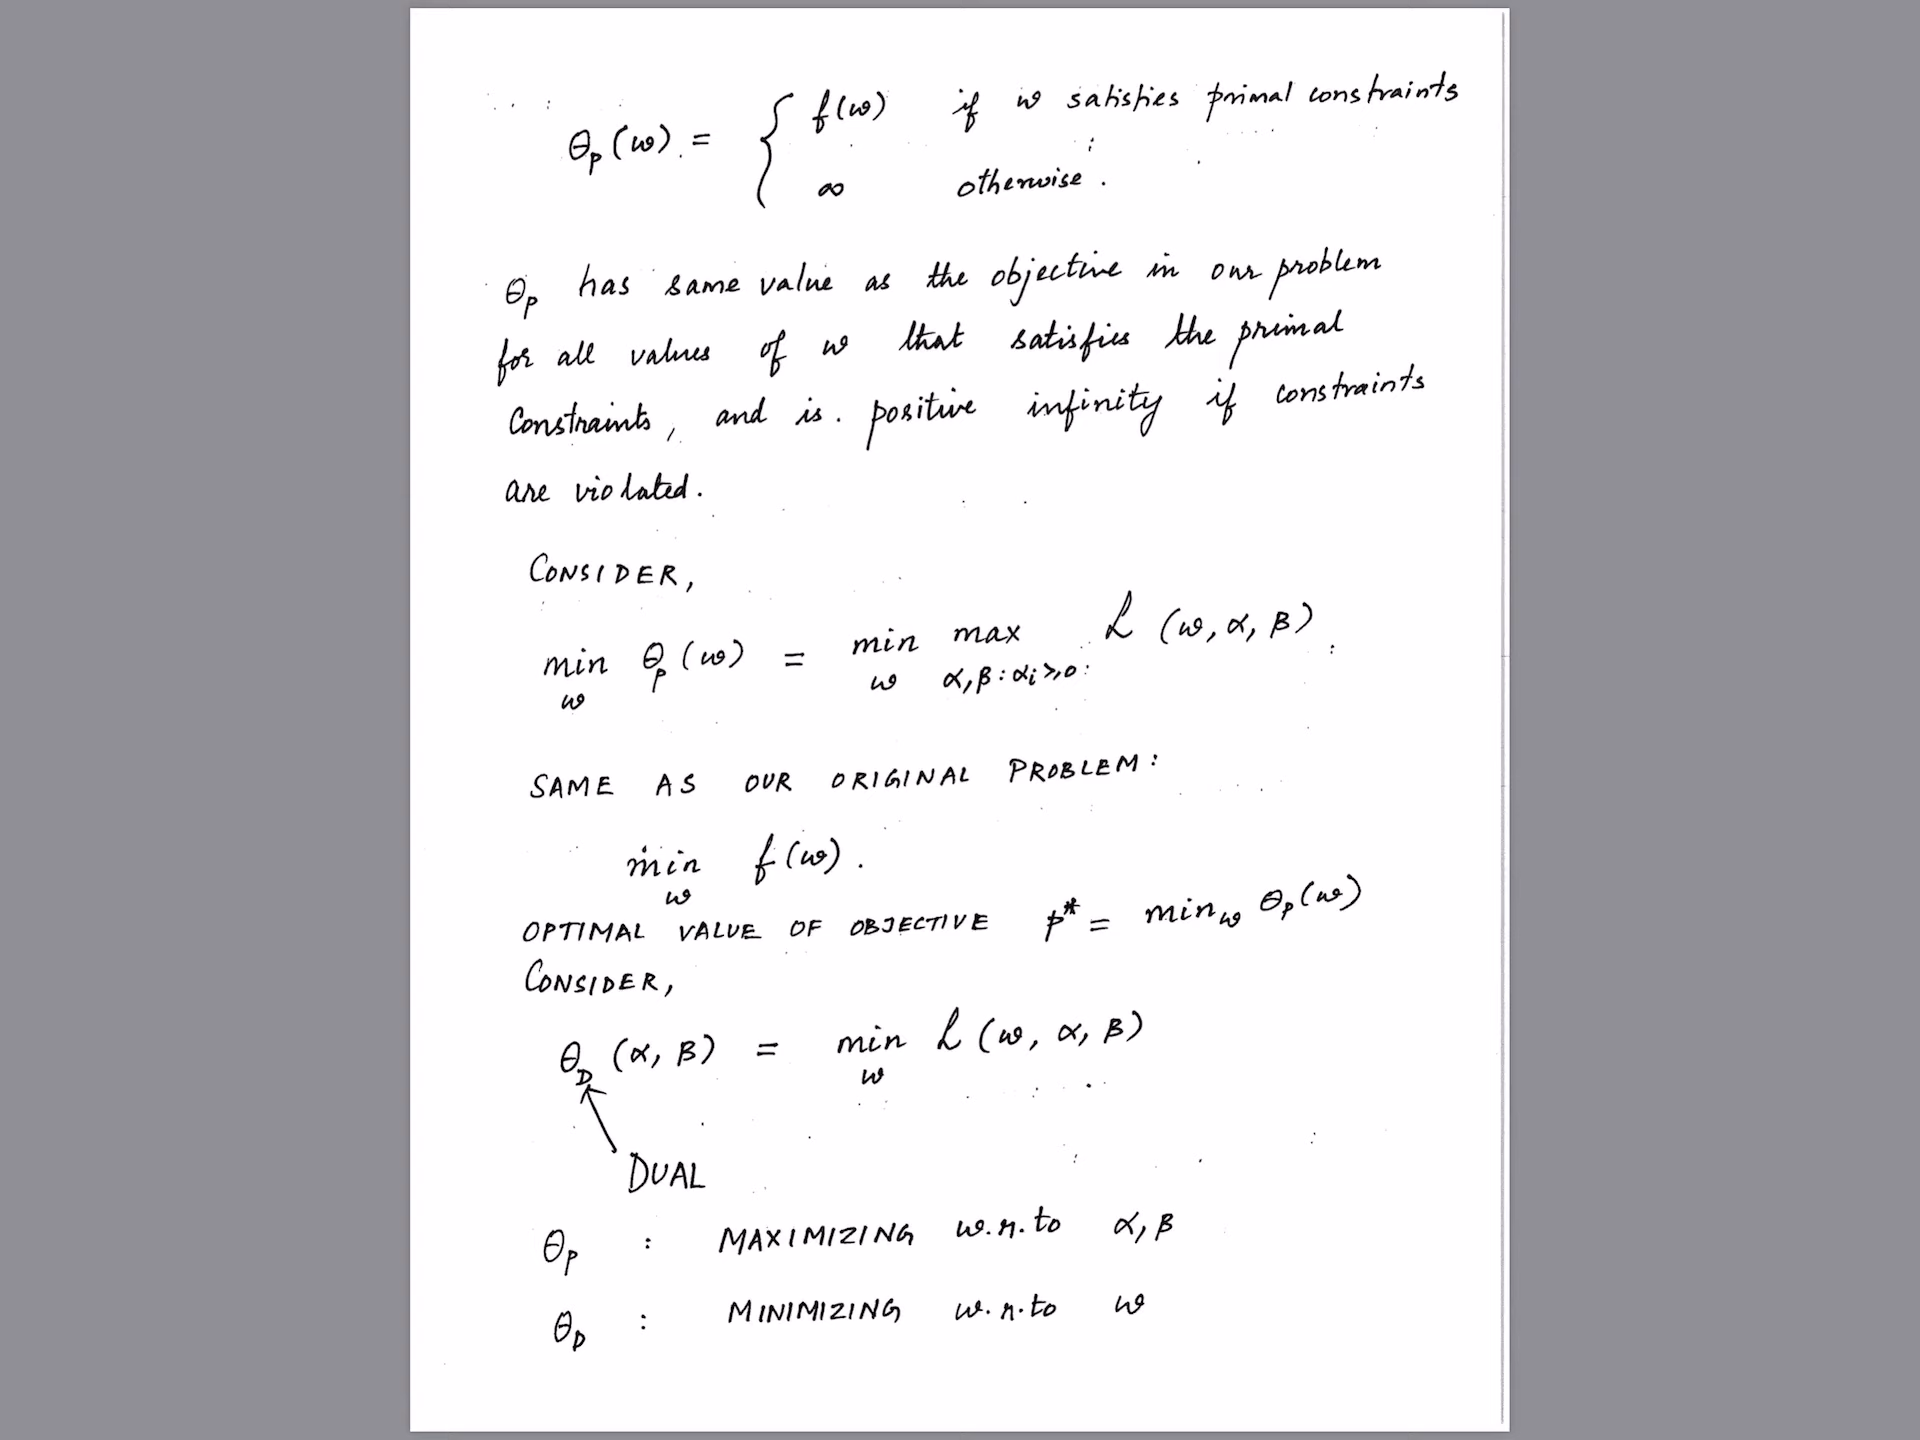 θp(w) = { f(w) if w satisfies primal constraints
∞ otherwise.
θp has same value as the objective in our problem
for all values of w that satisfies the primal
Constraints, and is positive infinity if constraints
are violated.
CONSIDER,
min θp(w) = min max L (w, α, β)
w w α, β : αi ≥ 0
SAME AS OUR ORIGINAL PROBLEM:
min f(w).
w
OPTIMAL VALUE OF OBJECTIVE p* = minw θp(w)
CONSIDER,
θD (α, β) = min L (w, α, β)
w
DUAL
θp : MAXIMIZING w.r.to α, β
θD : MINIMIZING w.r.to w